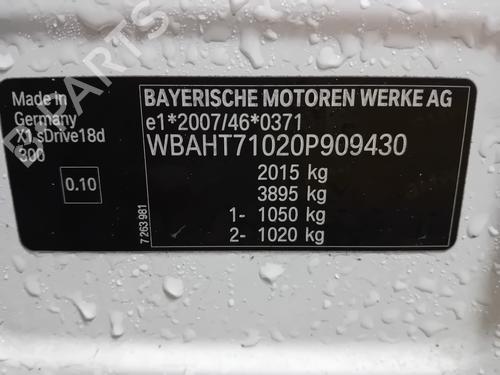 B-PARTS
Made in
Germany
X1 sDrive18d
300
0.10
7 263 981
BAYERISCHE MOTOREN WERKE AG
e1*2007/46*0371
WBAHT71020P909430
2015 kg
3895 kg
1- 1050 kg
2- 1020 kg